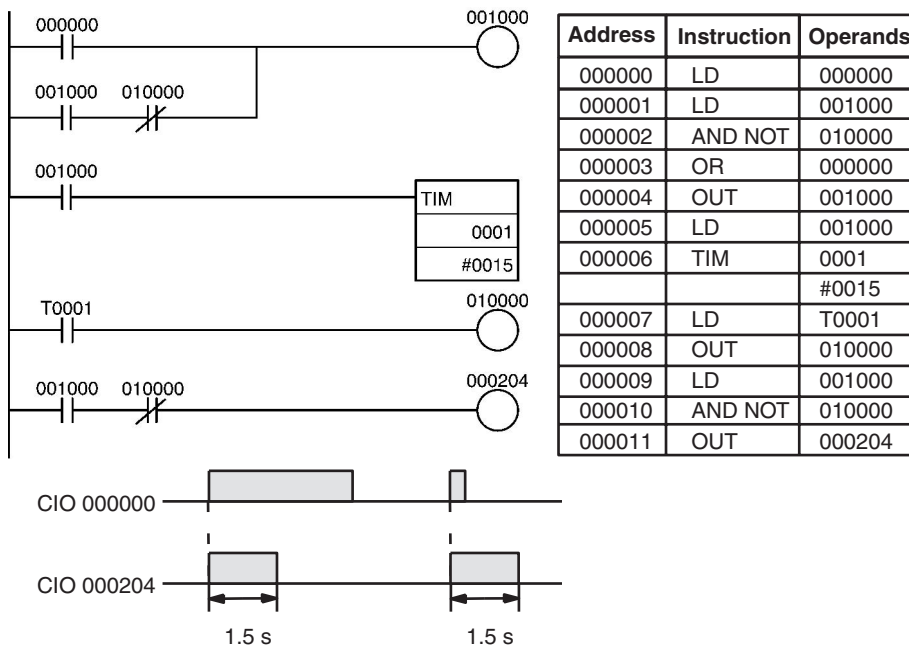 000000
001000
001000 010000
001000
TIM
0001
#0015
T0001
010000
001000 010000
000204
Address Instruction Operands
000000 LD 000000
000001 LD 001000
000002 AND NOT 010000
000003 OR 000000
000004 OUT 001000
000005 LD 001000
000006 TIM 0001
#0015
000007 LD T0001
000008 OUT 010000
000009 LD 001000
000010 AND NOT 010000
000011 OUT 000204
CIO 000000
CIO 000204
1.5 s 1.5 s